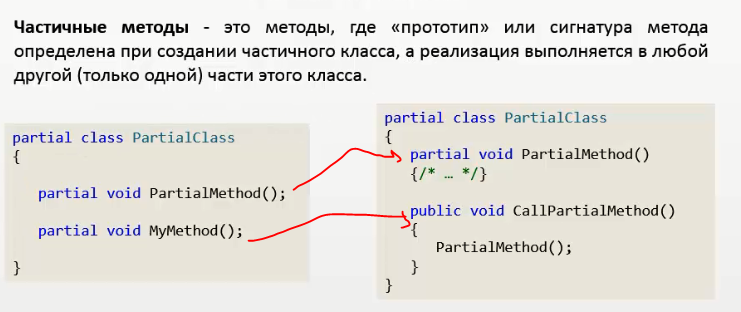 Частичные методы - это методы, где «прототип» или сигнатура метода
определена при создании частичного класса, а реализация выполняется в любой
другой (только одной) части этого класса.
partial class PartialClass
{
partial void PartialMethod();
partial void MyMethod();
}
partial class PartialClass
{
partial void PartialMethod()
{/* … */}
public void CallPartialMethod()
{
PartialMethod();
}
}